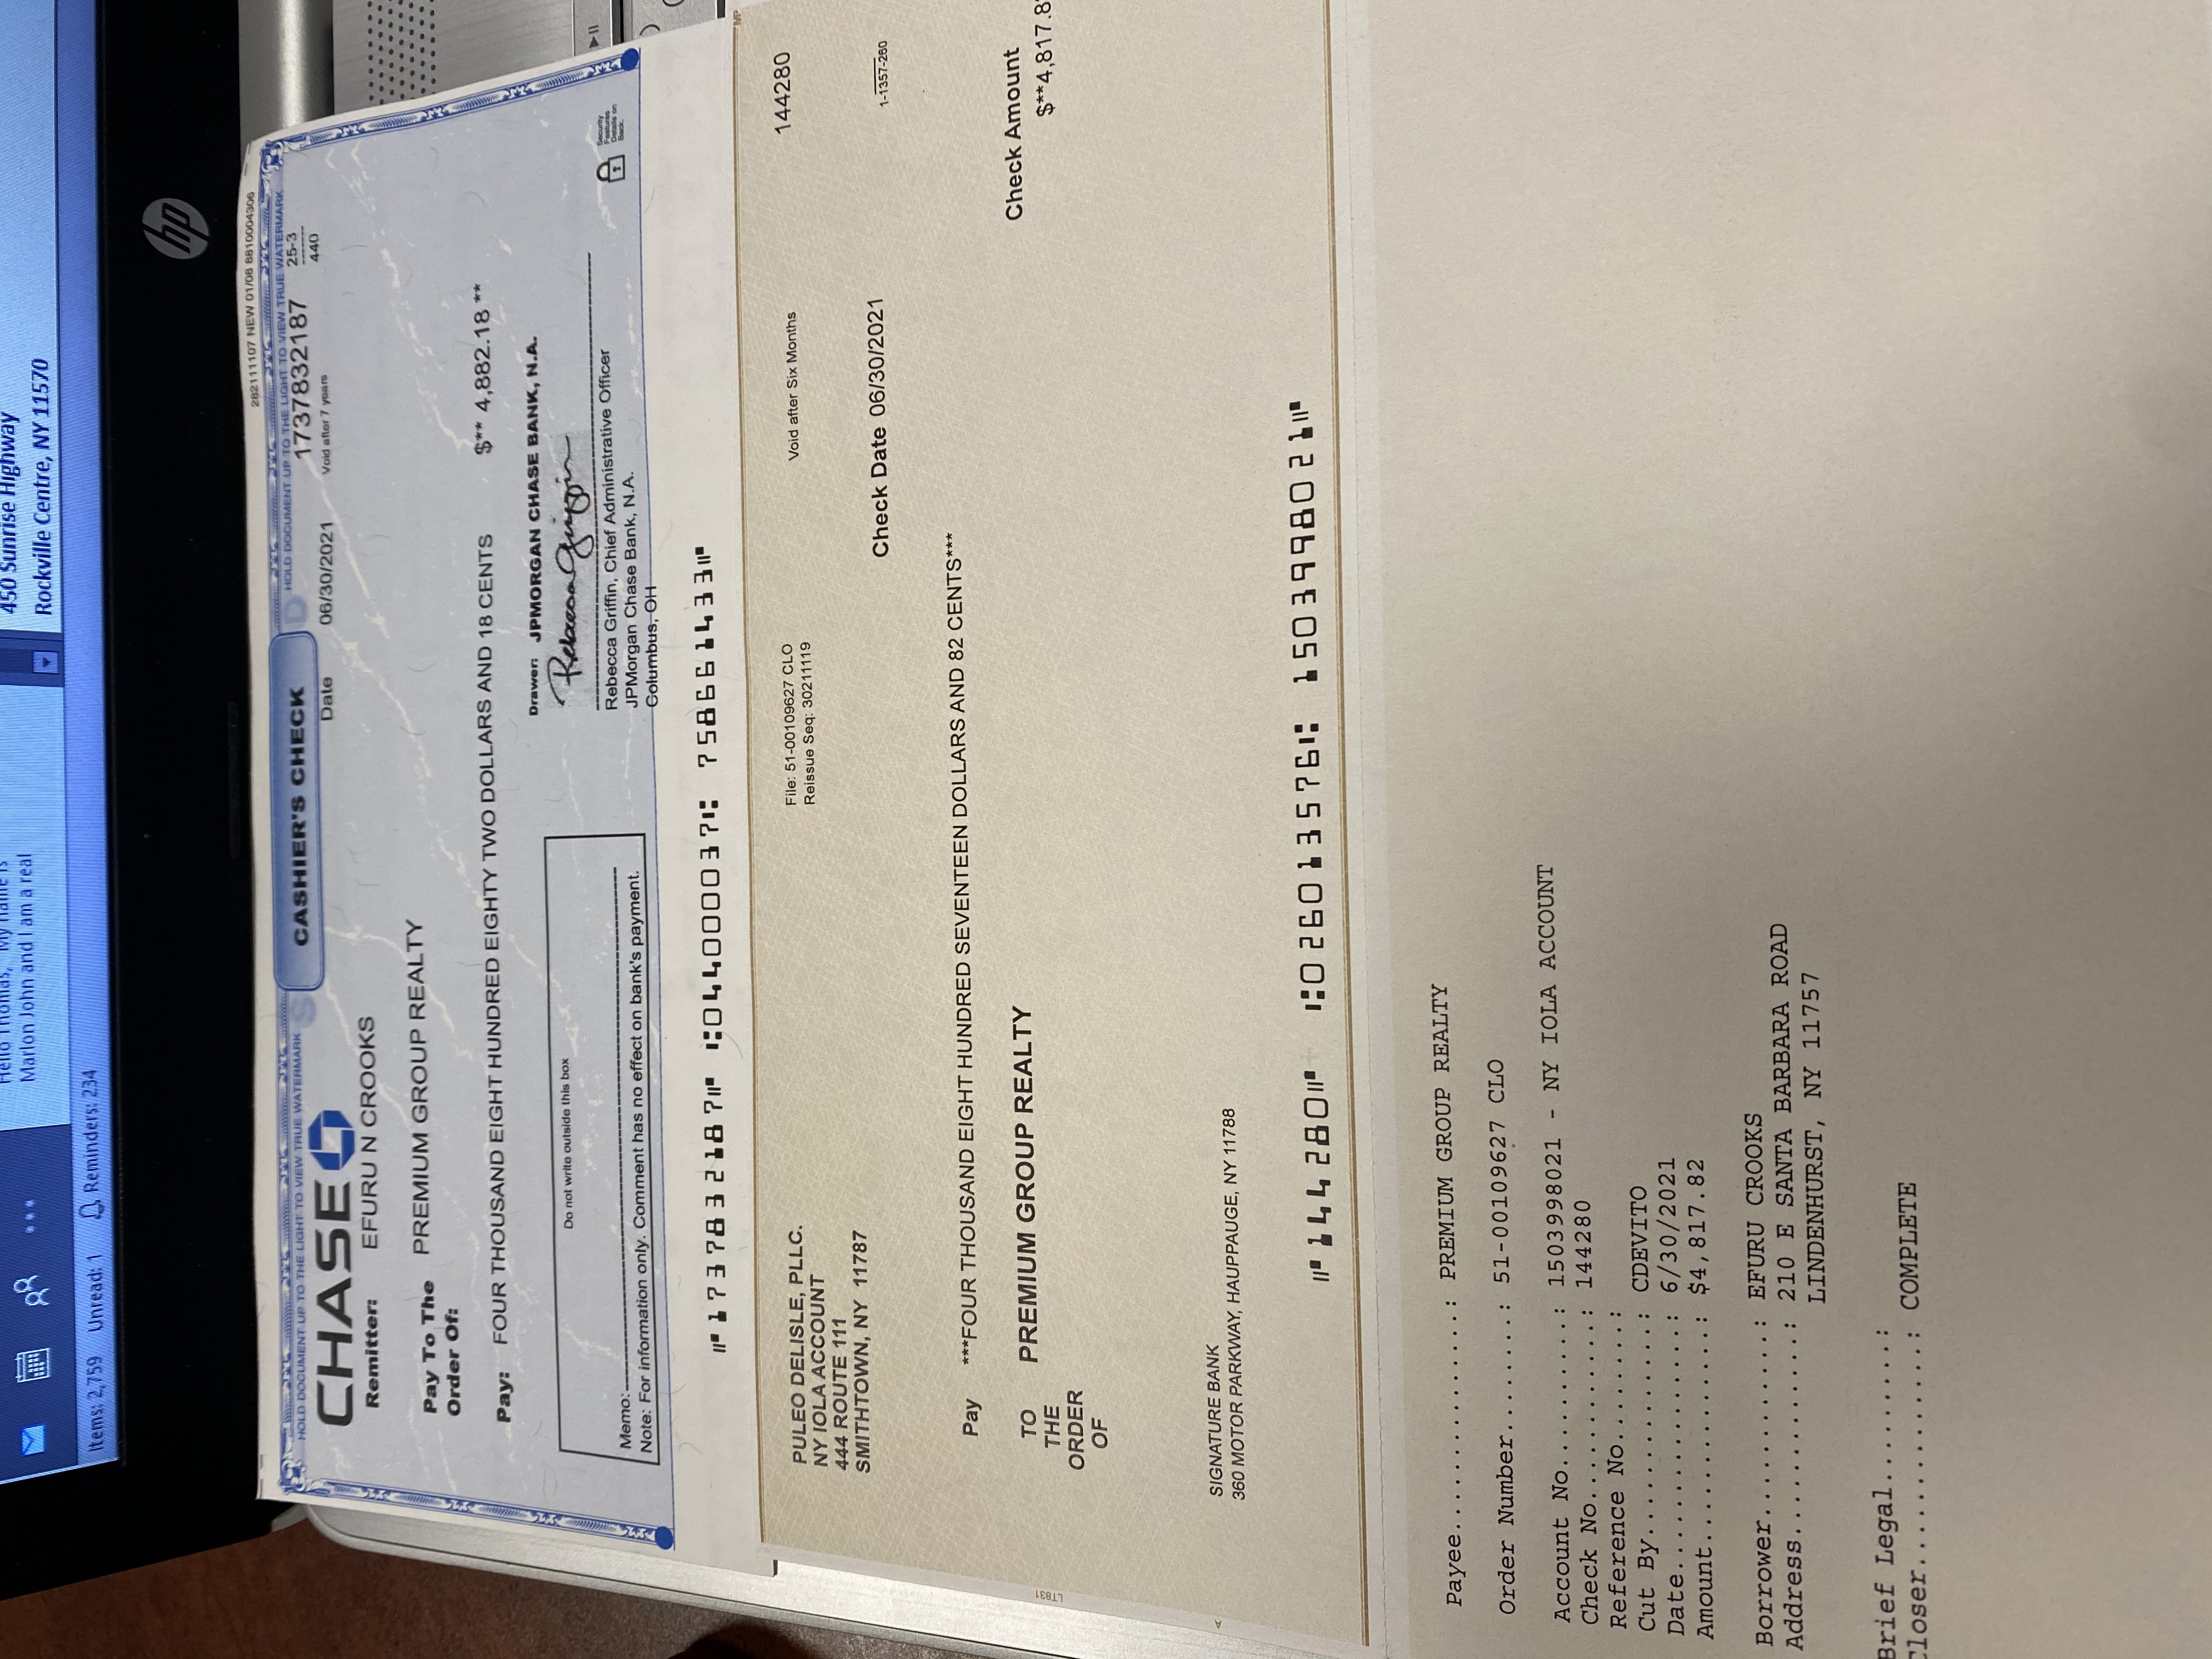 Hello Thomas, My name is
Marlon John and I am a real
450 Sunrise Highway
Rockville Centre, NY 11570
Items: 2,759 Unread: 1 Reminders: 234
hp
282111107 NEW 01/08 8810004306
HOLD DOCUMENT UP TO THE LIGHT TO VIEW TRUE WATERMARK
CASHIER'S CHECK
HOLD DOCUMENT UP TO THE LIGHT TO VIEW TRUE WATERMARK
CHASE
1737832187 25-3
440
Date 06/30/2021 Void after 7 years
Remitter: EFURU N CROOKS
Pay To The
Order Of: PREMIUM GROUP REALTY
Pay: FOUR THOUSAND EIGHT HUNDRED EIGHTY TWO DOLLARS AND 18 CENTS $** 4,882.18 **
Drawer: JPMORGAN CHASE BANK, N.A.
Do not write outside this box
Rebecca Griffin
Memo:
Note: For information only. Comment has no effect on bank's payment.
Rebecca Griffin, Chief Administrative Officer
JPMorgan Chase Bank, N.A.
Columbus, OH
Security
Features
Details on
Back.
⑈1737832187⑈ ⑆044000037⑆ 758661433⑈
MP
PULEO DELISLE, PLLC.
NY IOLA ACCOUNT
444 ROUTE 111
SMITHTOWN, NY 11787
File: 51-00109627 CLO
Reissue Seq: 30211119
Void after Six Months
144280
Check Date 06/30/2021
1-1357-260
Pay ***FOUR THOUSAND EIGHT HUNDRED SEVENTEEN DOLLARS AND 82 CENTS***
TO
THE
ORDER
OF
PREMIUM GROUP REALTY
Check Amount
$**4,817.8
LT831
A
SIGNATURE BANK
360 MOTOR PARKWAY, HAUPPAUGE, NY 11788
⑈144280⑈ ⑆026013576⑆ 1503998021⑈
Payee...............: PREMIUM GROUP REALTY
Order Number........: 51-00109627 CLO
Account No..........: 1503998021 - NY IOLA ACCOUNT
Check No............: 144280
Reference No........:
Cut By..............: CDEVITO
Date................: 6/30/2021
Amount..............: $4,817.82
Borrower............: EFURU CROOKS
Address.............: 210 E SANTA BARBARA ROAD
LINDENHURST, NY 11757
Brief Legal.........:
Closer..............: COMPLETE